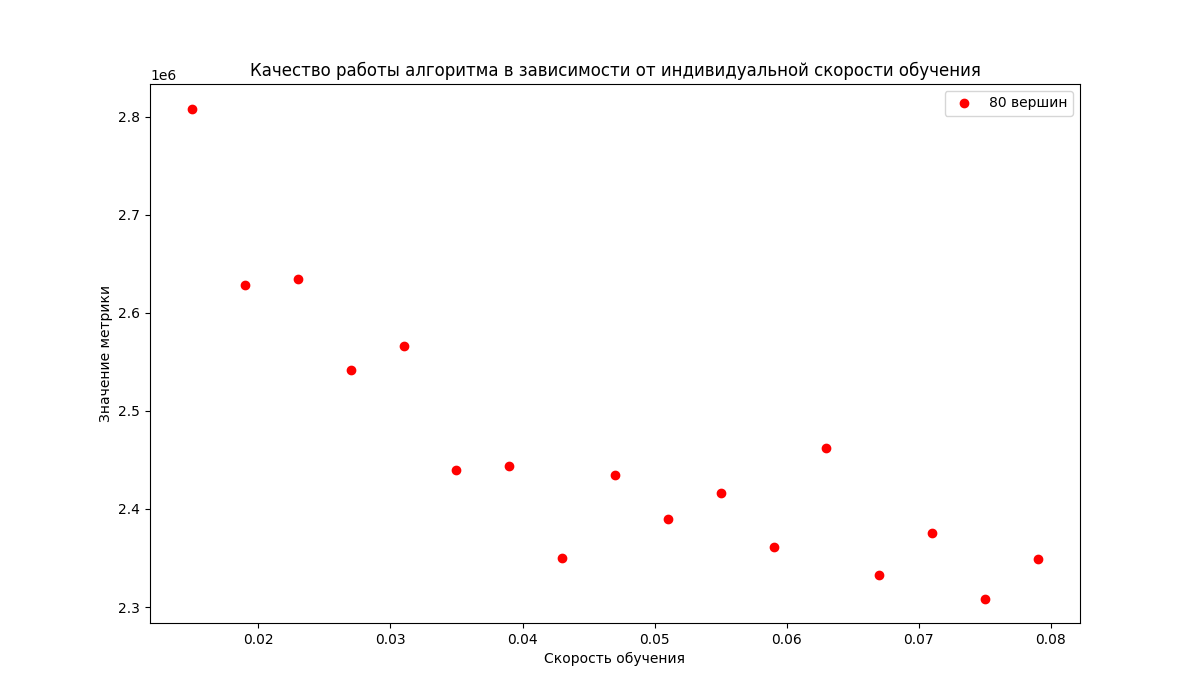 Качество работы алгоритма в зависимости от индивидуальной скорости обучения
1e6
80 вершин
2.8
2.7
2.6
2.5
2.4
2.3
Значение метрики
0.02 0.03 0.04 0.05 0.06 0.07 0.08
Скорость обучения